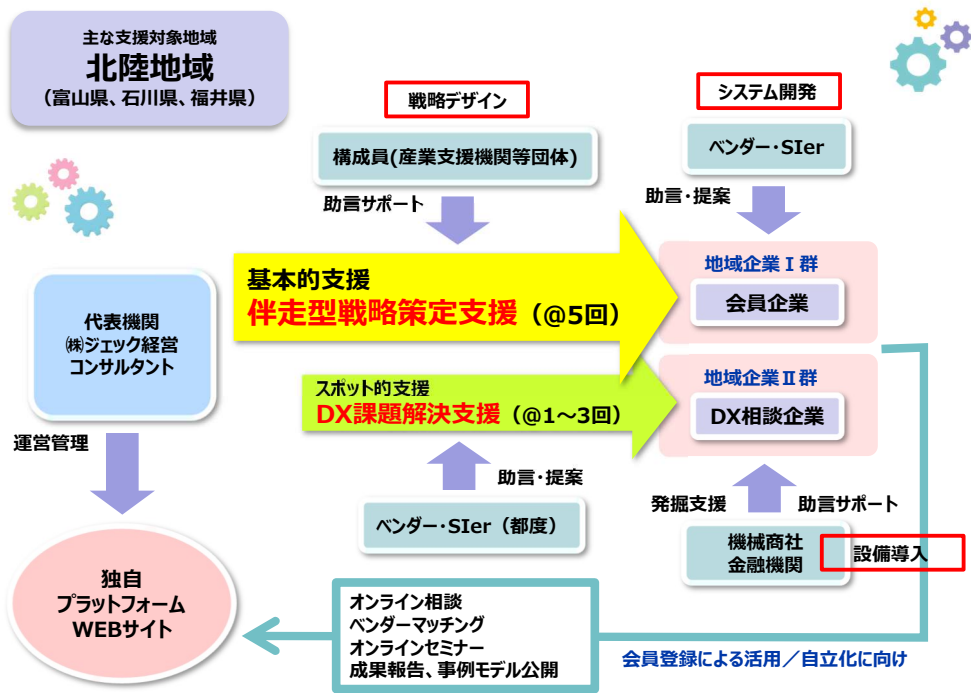 主な支援対象地域
北陸地域
（富山県、石川県、福井県）
戦略デザイン
構成員(産業支援機関等団体)
助言サポート
システム開発
ベンダー・SIer
助言・提案
代表機関
㈱ジェック経営
コンサルタント
運営管理
基本的支援
伴走型戦略策定支援（@5回）
地域企業Ⅰ群
会員企業
スポット的支援
DX課題解決支援（@1～3回）
地域企業Ⅱ群
DX相談企業
助言・提案
ベンダー・SIer（都度）
発掘支援
助言サポート
機械商社
金融機関
設備導入
独自
プラットフォーム
WEBサイト
オンライン相談
ベンダーマッチング
オンラインセミナー
成果報告、事例モデル公開
会員登録による活用／自立化に向け